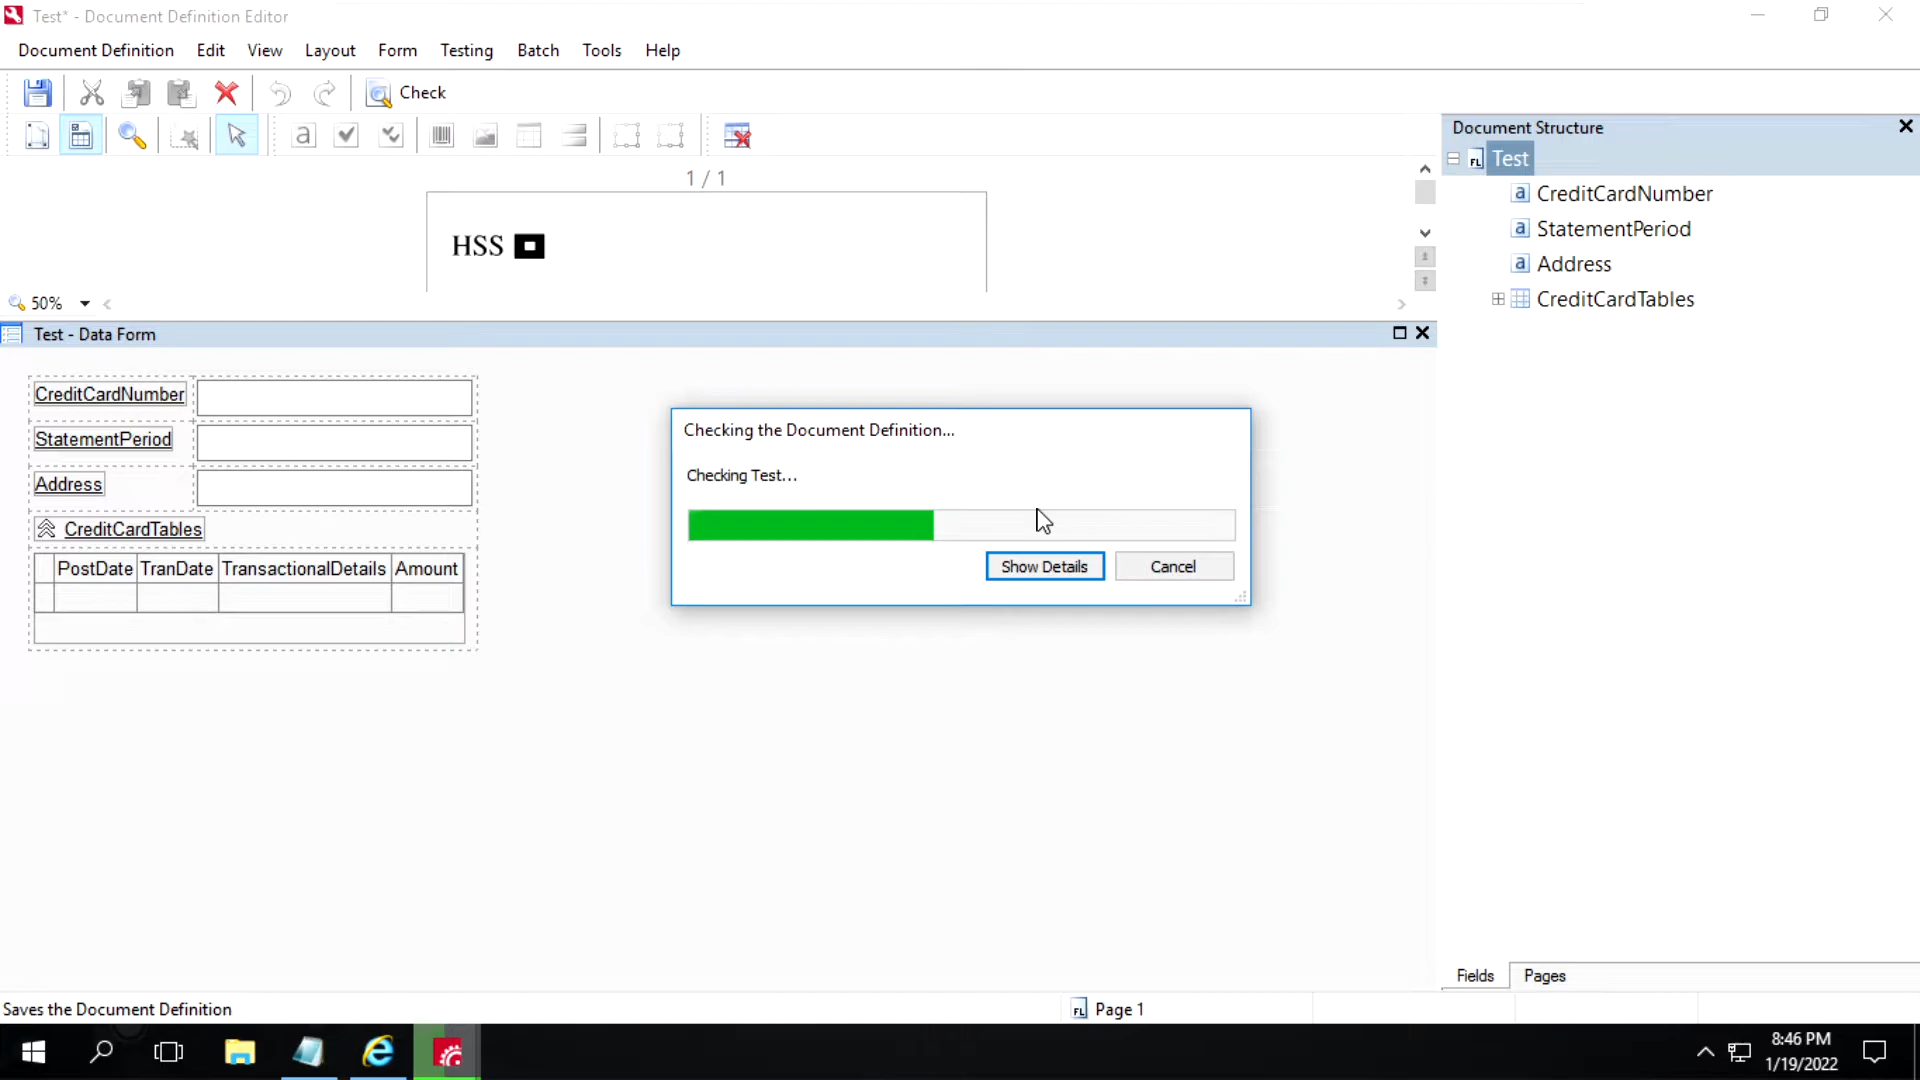 Test* - Document Definition Editor
Document Definition Edit View Layout Form Testing Batch Tools Help
Check
Document Structure
Test
CreditCardNumber
StatementPeriod
Address
CreditCardTables
1 / 1
HSS
50%
Test - Data Form
CreditCardNumber
StatementPeriod
Address
CreditCardTables
PostDate TranDate TransactionalDetails Amount
Checking the Document Definition...
Checking Test...
Show Details Cancel
Fields Pages
Saves the Document Definition
Page 1
8:46 PM
1/19/2022